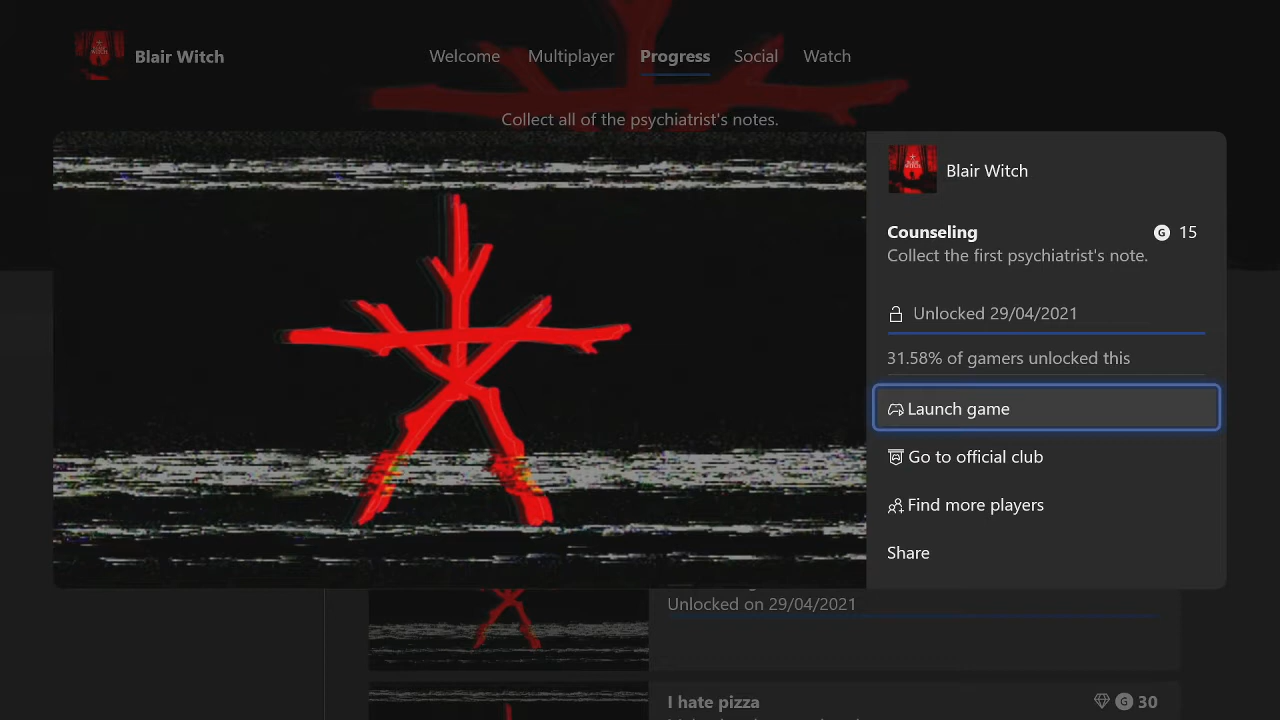 Blair Witch
Welcome Multiplayer Progress Social Watch
Collect all of the psychiatrist's notes.
Blair Witch
Counseling G 15
Collect the first psychiatrist's note.
Unlocked 29/04/2021
31.58% of gamers unlocked this
Launch game
Go to official club
Find more players
Share
Unlocked on 29/04/2021
I hate pizza G 30